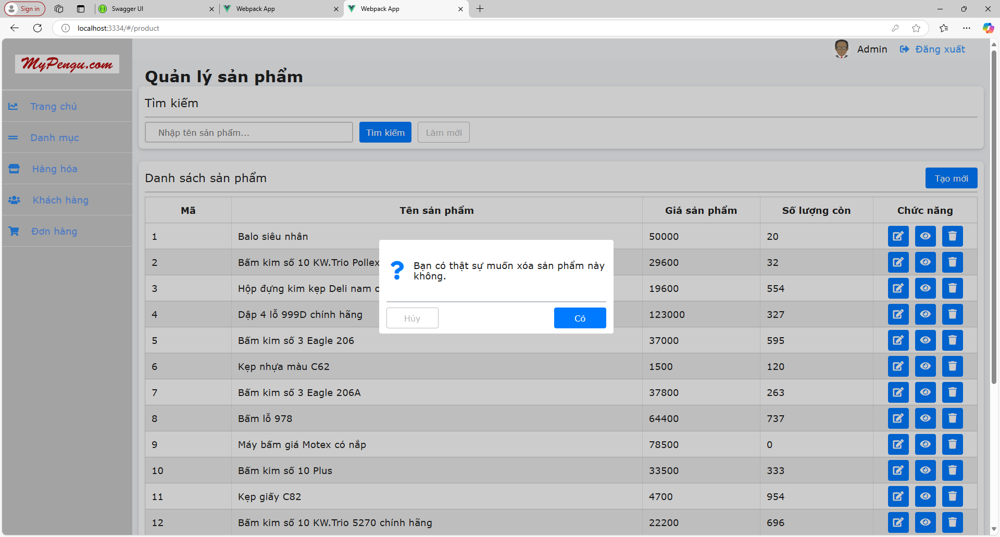 Sign in
Swagger UI
Webpack App
Webpack App
localhost:3334/#/product
MyPengu.com
Admin
Đăng xuất
Trang chủ
Danh mục
Hàng hóa
Khách hàng
Đơn hàng
Quản lý sản phẩm
Tìm kiếm
Nhập tên sản phẩm...
Tìm kiếm
Làm mới
Danh sách sản phẩm
Tạo mới
Mã Tên sản phẩm Giá sản phẩm Số lượng còn Chức năng
1 Balo siêu nhân 50000 20
2 Bấm kim số 10 KW.Trio Pollex 29600 32
3 Hộp đựng kim kẹp Deli nam 19600 554
4 Dập 4 lỗ 999D chính hãng 123000 327
5 Bấm kim số 3 Eagle 206 37000 595
6 Kẹp nhựa màu C62 1500 120
7 Bấm kim số 3 Eagle 206A 37800 263
8 Bấm lỗ 978 64400 737
9 Máy bấm giá Motex có nắp 78500 0
10 Bấm kim số 10 Plus 33500 333
11 Kẹp giấy C82 4700 954
12 Bấm kim số 10 KW.Trio 5270 chính hãng 22200 696
Bạn có thật sự muốn xóa sản phẩm này
không.
Hủy
Có